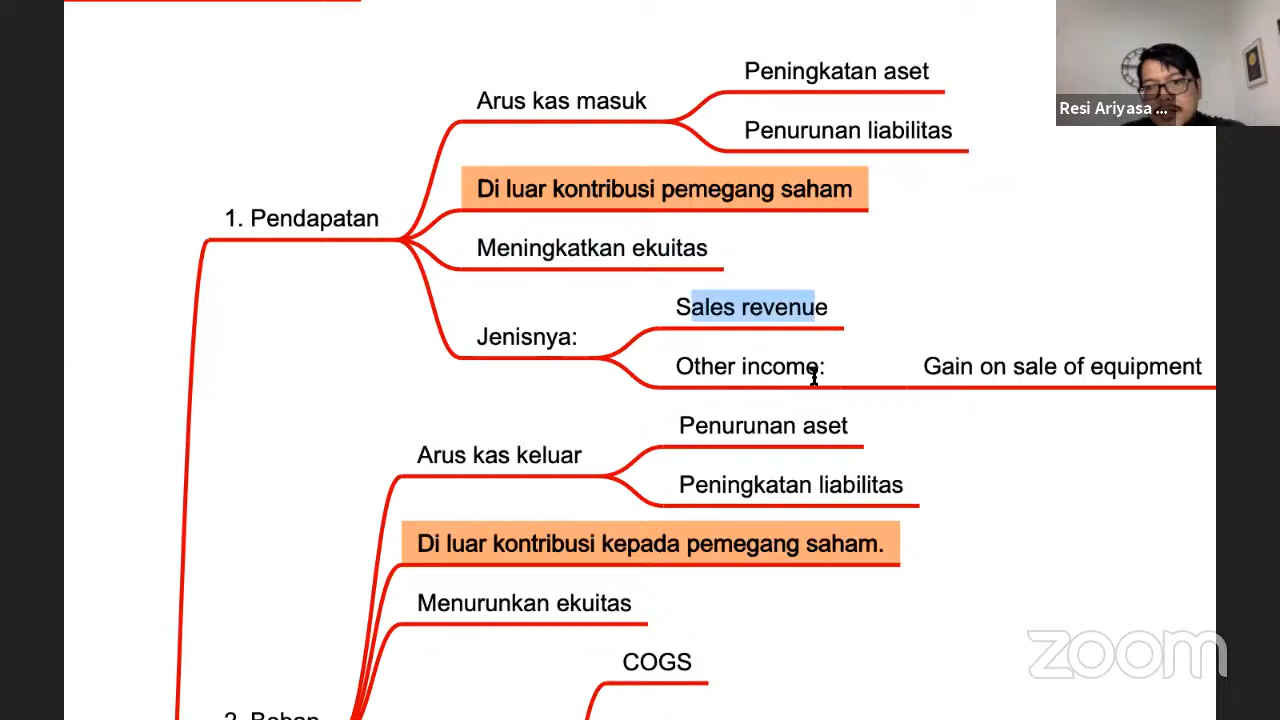 Peningkatan aset
Arus kas masuk
Penurunan liabilitas
Di luar kontribusi pemegang saham
1. Pendapatan
Meningkatkan ekuitas
Sales revenue
Jenisnya:
Other income:
Gain on sale of equipment
Penurunan aset
Arus kas keluar
Peningkatan liabilitas
Di luar kontribusi kepada pemegang saham.
Menurunkan ekuitas
COGS
2. Beban
Resi Ariyasa ...
zoom